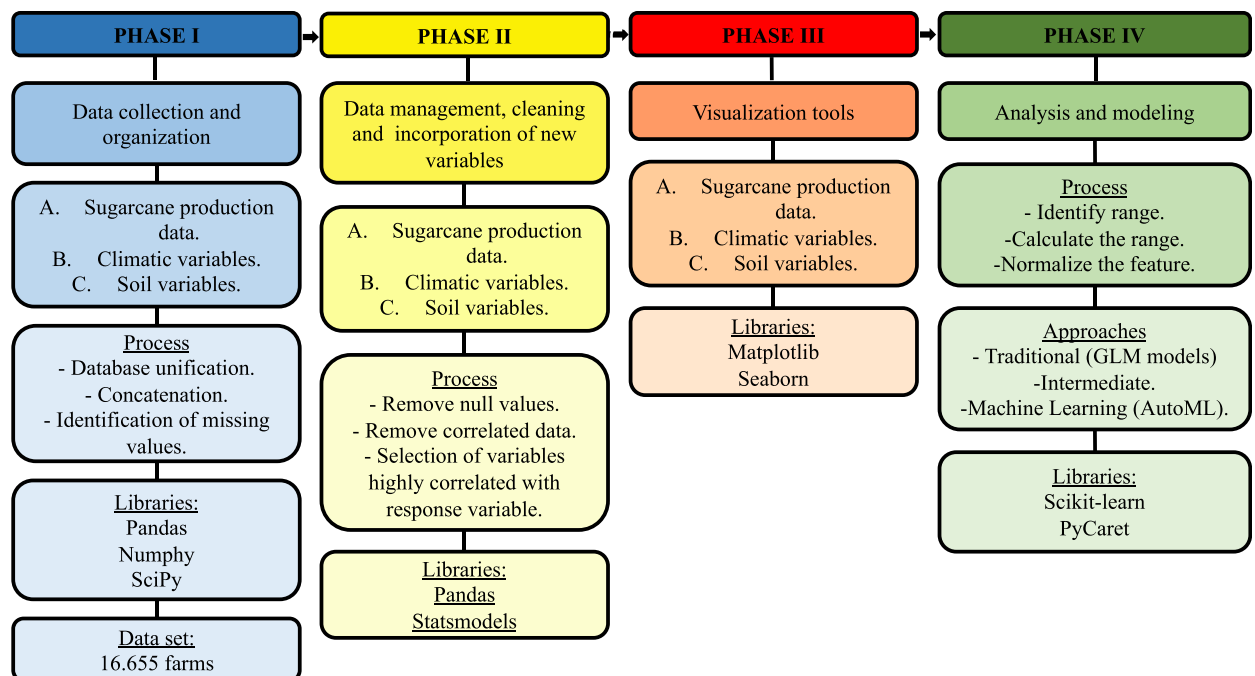 PHASE I
Data collection and
organization
A. Sugarcane production
data.
B. Climatic variables.
C. Soil variables.
Process
- Database unification.
- Concatenation.
- Identification of missing
values.
Libraries:
Pandas
Numphy
SciPy
Data set:
16.655 farms
PHASE II
Data management, cleaning
and incorporation of new
variables
A. Sugarcane production
data.
B. Climatic variables.
C. Soil variables.
Process
- Remove null values.
- Remove correlated data.
- Selection of variables
highly correlated with
response variable.
Libraries:
Pandas
Statsmodels
PHASE III
Visualization tools
A. Sugarcane production
data.
B. Climatic variables.
C. Soil variables.
Libraries:
Matplotlib
Seaborn
PHASE IV
Analysis and modeling
Process
- Identify range.
-Calculate the range.
-Normalize the feature.
Approaches
- Traditional (GLM models)
-Intermediate.
-Machine Learning (AutoML).
Libraries:
Scikit-learn
PyCaret